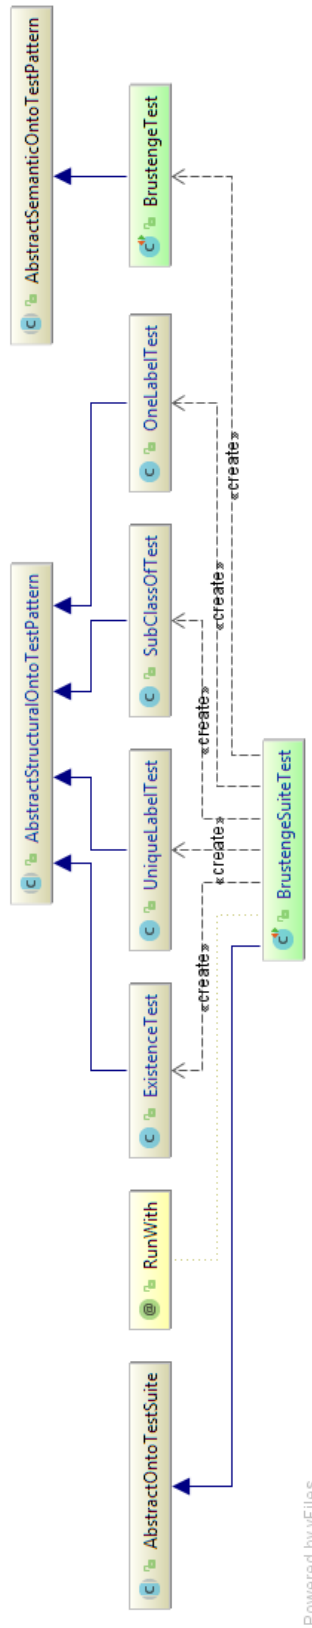 AbstractStructuralOntoTestPattern
AbstractSemanticOntoTestPattern
AbstractOntoTestSuite
RunWith
ExistenceTest
UniqueLabelTest
SubClassOfTest
OneLabelTest
BrustengeTest
«create»
«create»
«create»
«create»
«create»
BrustengeSuiteTest
Powered by yFiles